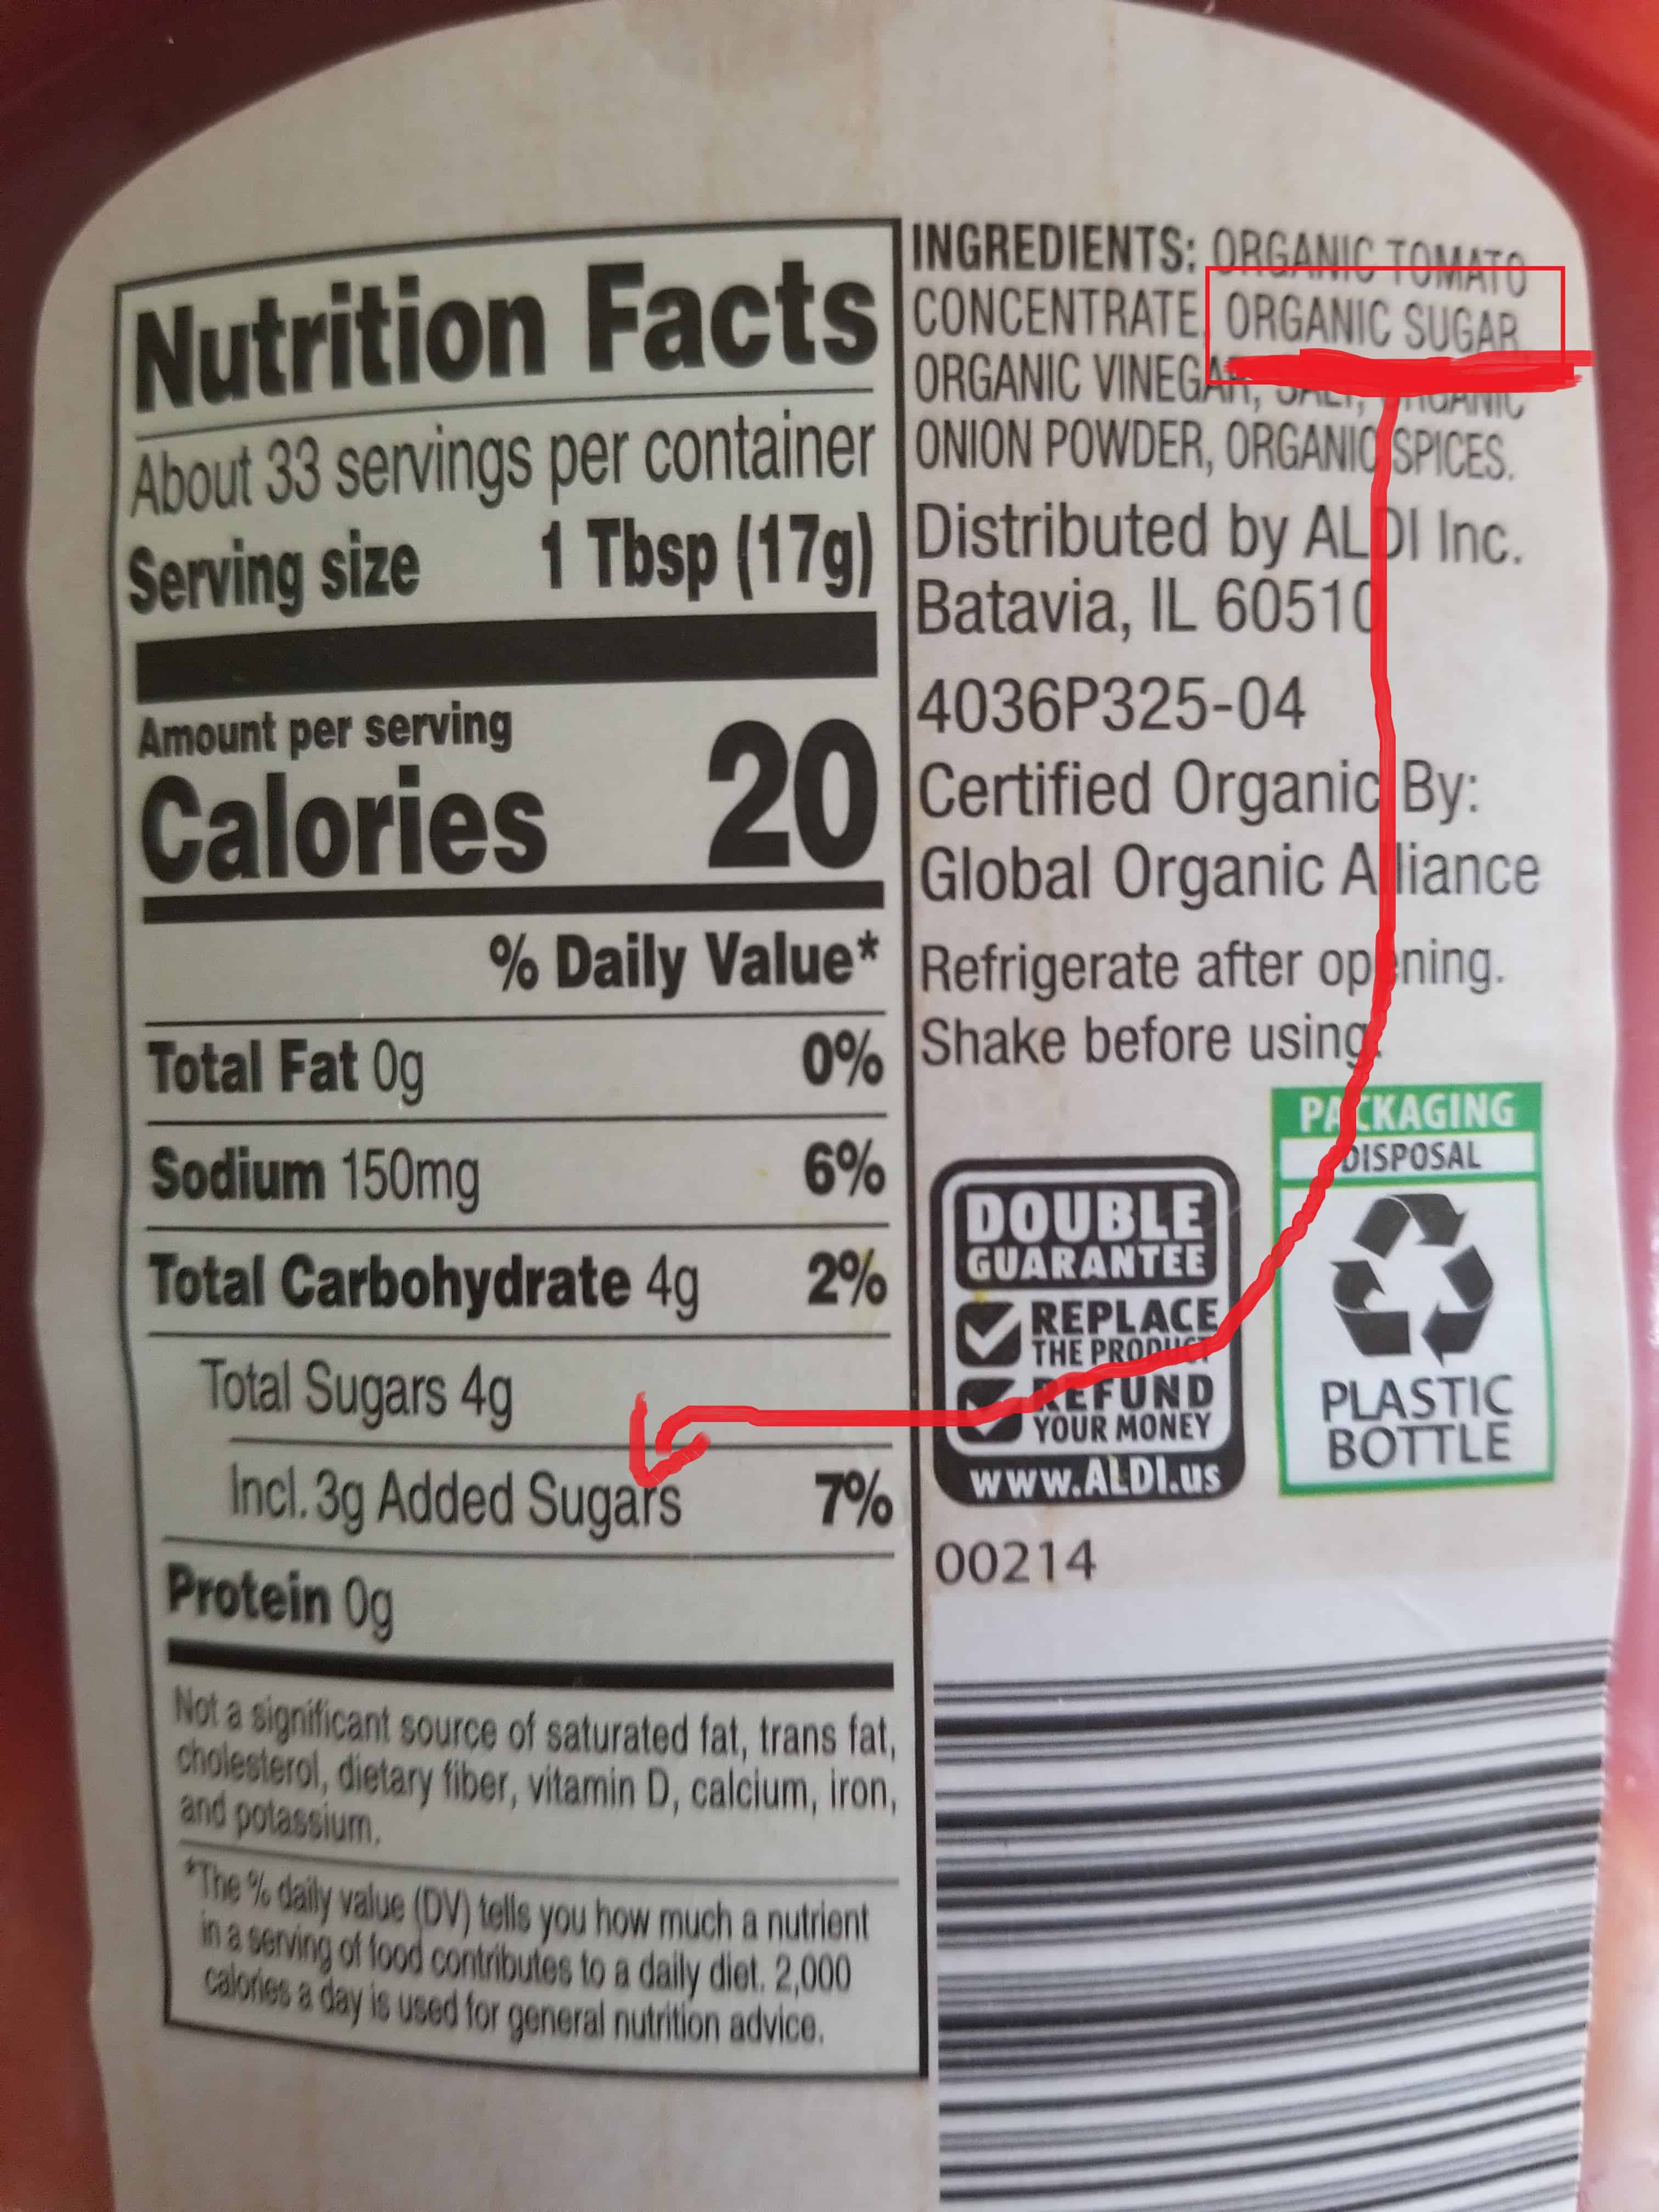 Nutrition Facts
About 33 servings per container
Serving size 1 Tbsp (17g)
Amount per serving
Calories 20
% Daily Value*
Total Fat 0g 0%
Sodium 150mg 6%
Total Carbohydrate 4g 2%
Total Sugars 4g
Incl. 3g Added Sugars 7%
Protein 0g
Not a significant source of saturated fat, trans fat,
cholesterol, dietary fiber, vitamin D, calcium, iron,
and potassium.
*The % daily value (DV) tells you how much a nutrient
in a serving of food contributes to a daily diet. 2,000
calories a day is used for general nutrition advice.
INGREDIENTS: ORGANIC TOMATO
CONCENTRATE, ORGANIC SUGAR,
ORGANIC VINEGAR, SALT, ORGANIC
ONION POWDER, ORGANIC SPICES.
Distributed by ALDI Inc.
Batavia, IL 60510
4036P325-04
Certified Organic By:
Global Organic Alliance
Refrigerate after opening.
Shake before using.
DOUBLE
GUARANTEE
REPLACE
THE PRODUCT
REFUND
YOUR MONEY
www.ALDI.us
PACKAGING
DISPOSAL
PLASTIC
BOTTLE
00214